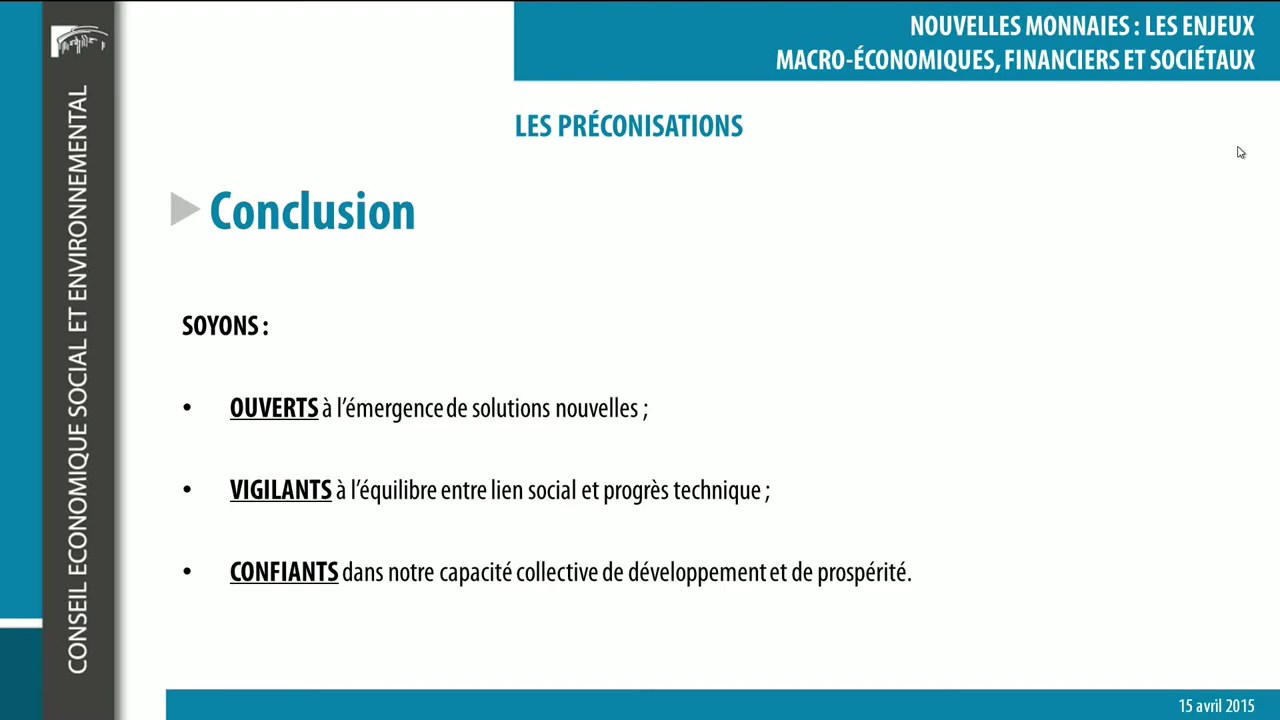 NOUVELLES MONNAIES : LES ENJEUX
MACRO-ÉCONOMIQUES, FINANCIERS ET SOCIÉTAUX
CONSEIL ECONOMIQUE SOCIAL ET ENVIRONNEMENTAL
LES PRÉCONISATIONS
Conclusion
SOYONS :
• OUVERTS à l’émergence de solutions nouvelles ;
• VIGILANTS à l’équilibre entre lien social et progrès technique ;
• CONFIANTS dans notre capacité collective de développement et de prospérité.
15 avril 2015